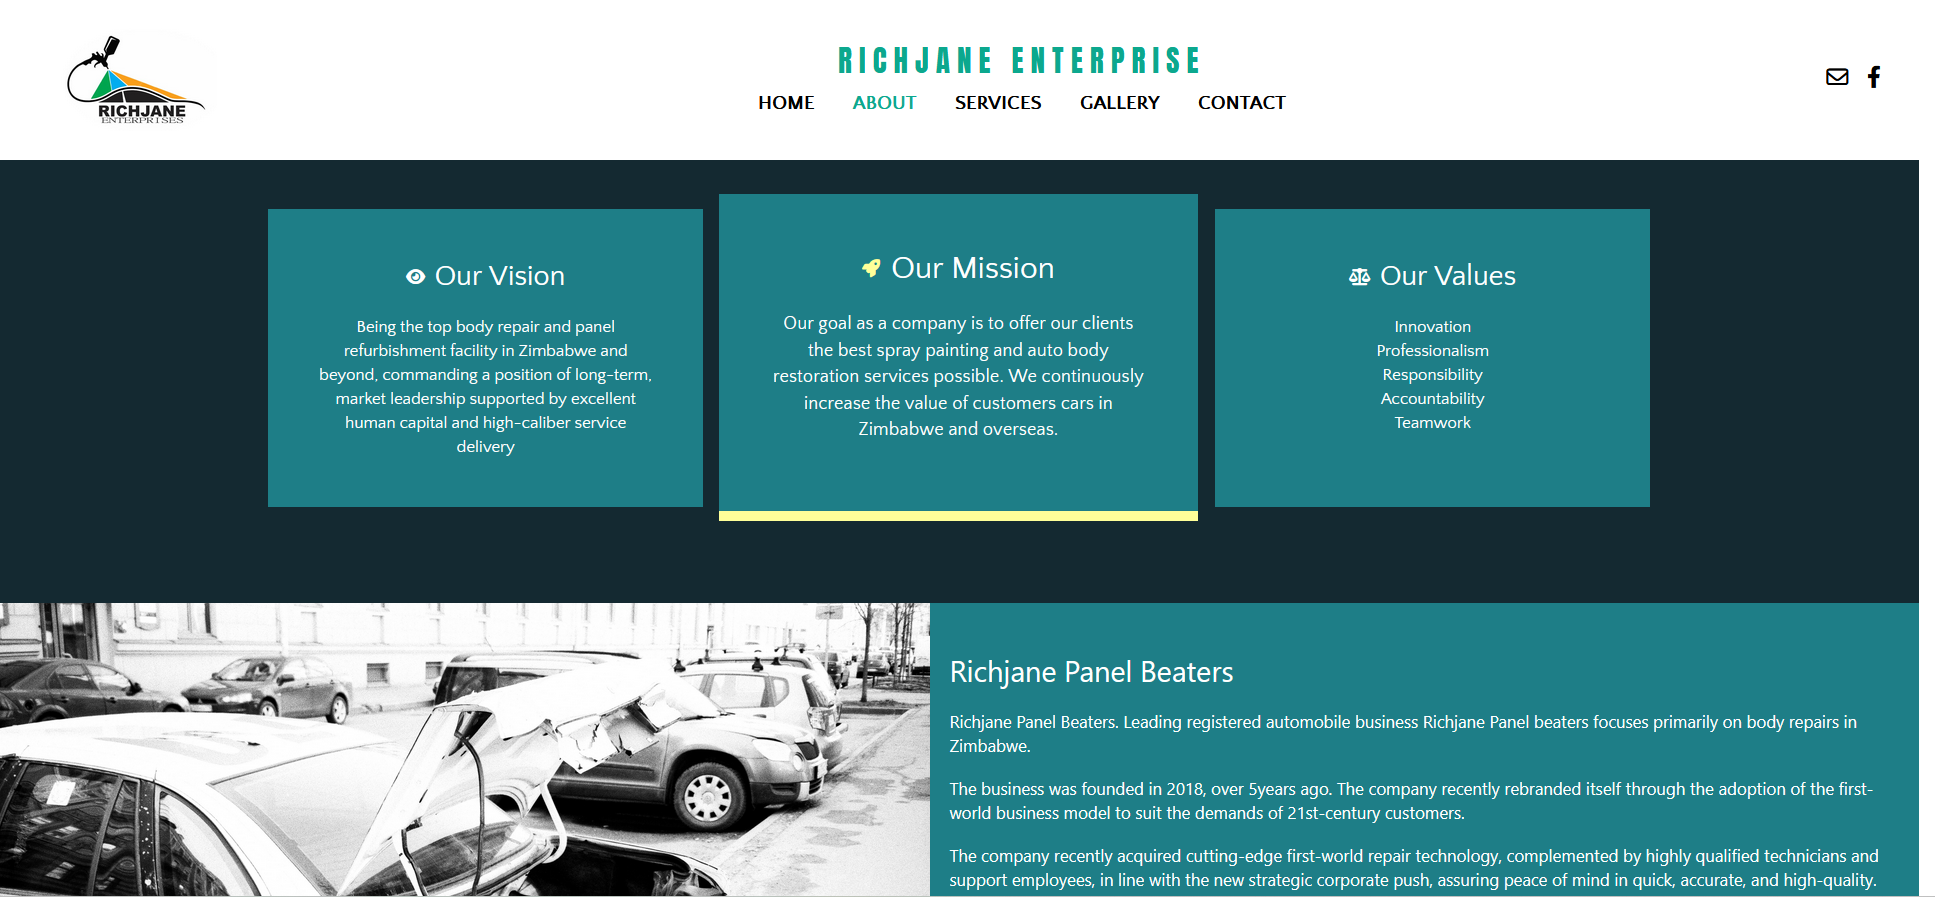 RICHJANE
ENTERPRISES
RICHJANE ENTERPRISE
HOME ABOUT SERVICES GALLERY CONTACT
Our Vision
Being the top body repair and panel
refurbishment facility in Zimbabwe and
beyond, commanding a position of long-term,
market leadership supported by excellent
human capital and high-caliber service
delivery
Our Mission
Our goal as a company is to offer our clients
the best spray painting and auto body
restoration services possible. We continuously
increase the value of customers cars in
Zimbabwe and overseas.
Our Values
Innovation
Professionalism
Responsibility
Accountability
Teamwork
Richjane Panel Beaters
Richjane Panel Beaters. Leading registered automobile business Richjane Panel beaters focuses primarily on body repairs in
Zimbabwe.
The business was founded in 2018, over 5years ago. The company recently rebranded itself through the adoption of the first-
world business model to suit the demands of 21st-century customers.
The company recently acquired cutting-edge first-world repair technology, complemented by highly qualified technicians and
support employees, in line with the new strategic corporate push, assuring peace of mind in quick, accurate, and high-quality.